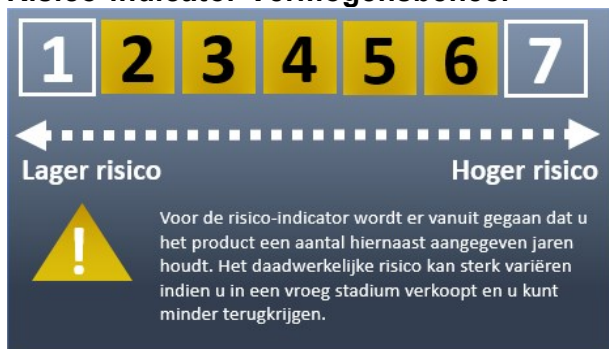 1 2 3 4 5 6 7
Lager risico Hoger risico
!
Voor de risico-indicator wordt er vanuit gegaan dat u
het product een aantal hiernaast aangegeven jaren
houdt. Het daadwerkelijke risico kan sterk variëren
indien u in een vroeg stadium verkoopt en u kunt
minder terugkrijgen.